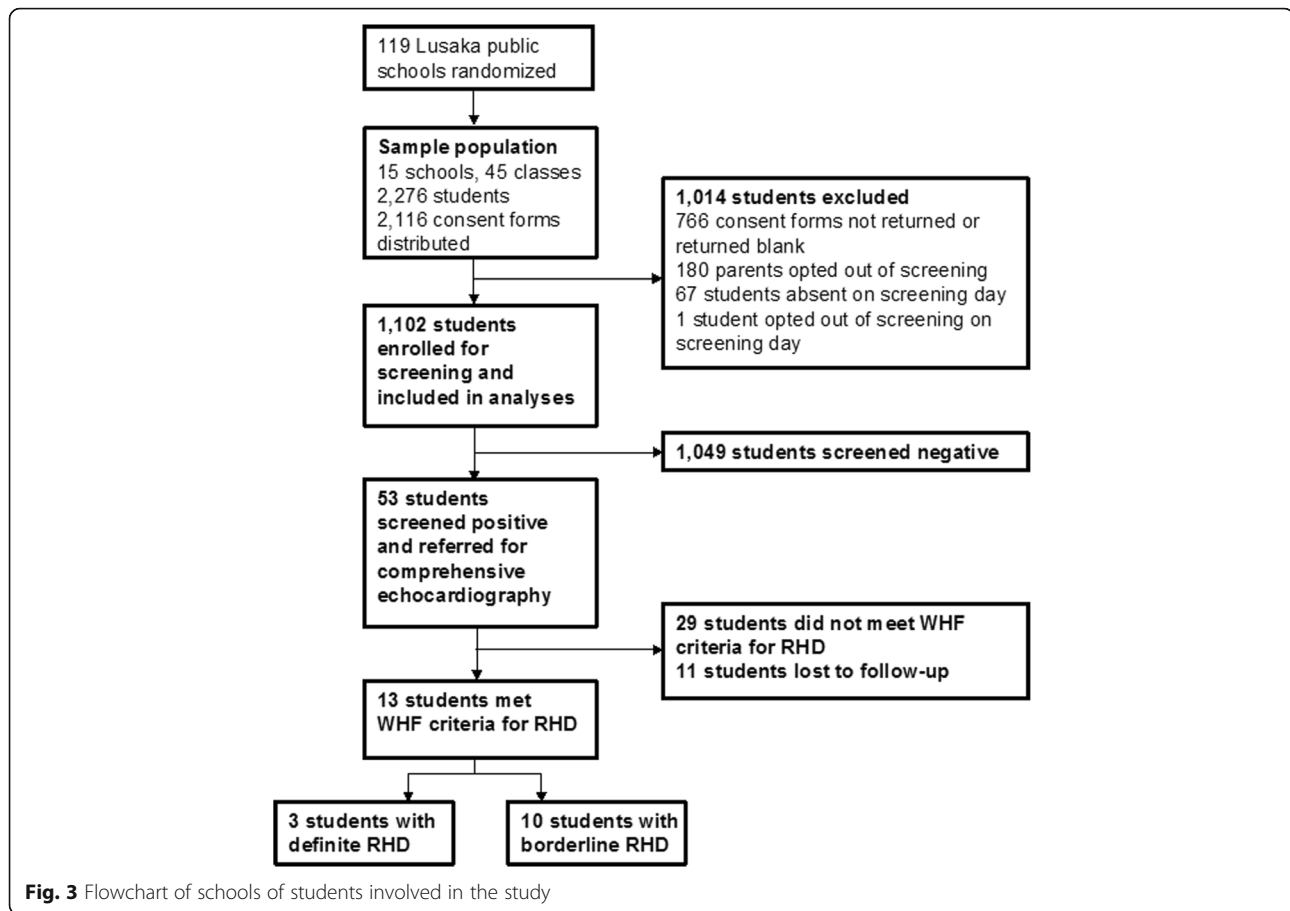 119 Lusaka public
schools randomized
Sample population
15 schools, 45 classes
2,276 students
2,116 consent forms
distributed
1,014 students excluded
766 consent forms not returned or
returned blank
180 parents opted out of screening
67 students absent on screening day
1 student opted out of screening on
screening day
1,102 students
enrolled for
screening and
included in analyses
1,049 students screened negative
53 students
screened positive
and referred for
comprehensive
echocardiography
29 students did not meet WHF
criteria for RHD
11 students lost to follow-up
13 students met
WHF criteria for RHD
3 students with
definite RHD
10 students with
borderline RHD
Fig. 3 Flowchart of schools of students involved in the study